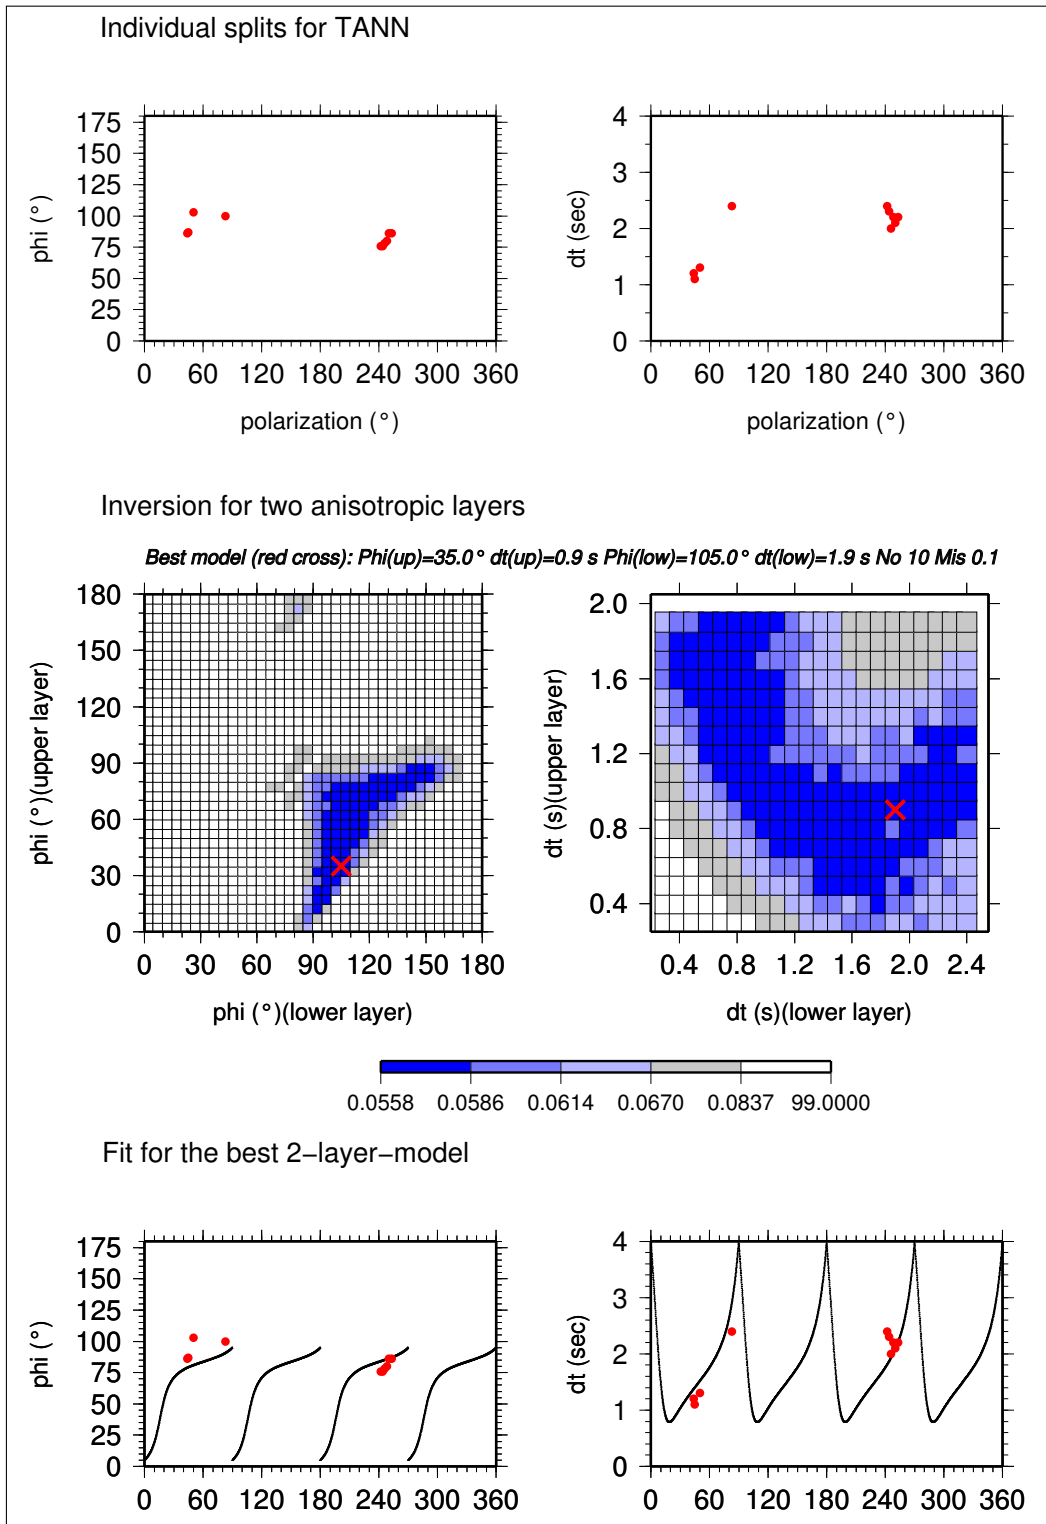 Individual splits for TANN
phi (°)
175
150
125
100
75
50
25
0
0 60 120 180 240 300 360
polarization (°)
dt (sec)
4
3
2
1
0
0 60 120 180 240 300 360
polarization (°)
Inversion for two anisotropic layers
Best model (red cross): Phi(up)=35.0° dt(up)=0.9 s Phi(low)=105.0° dt(low)=1.9 s No 10 Mis 0.1
phi (°)(upper layer)
180
150
120
90
60
30
0
0 30 60 90 120 150 180
phi (°)(lower layer)
dt (s)(upper layer)
2.0
1.6
1.2
0.8
0.4
0.4 0.8 1.2 1.6 2.0 2.4
dt (s)(lower layer)
0.0558 0.0586 0.0614 0.0670 0.0837 99.0000
Fit for the best 2−layer−model
phi (°)
175
150
125
100
75
50
25
0
0 60 120 180 240 300 360
dt (sec)
4
3
2
1
0
0 60 120 180 240 300 360